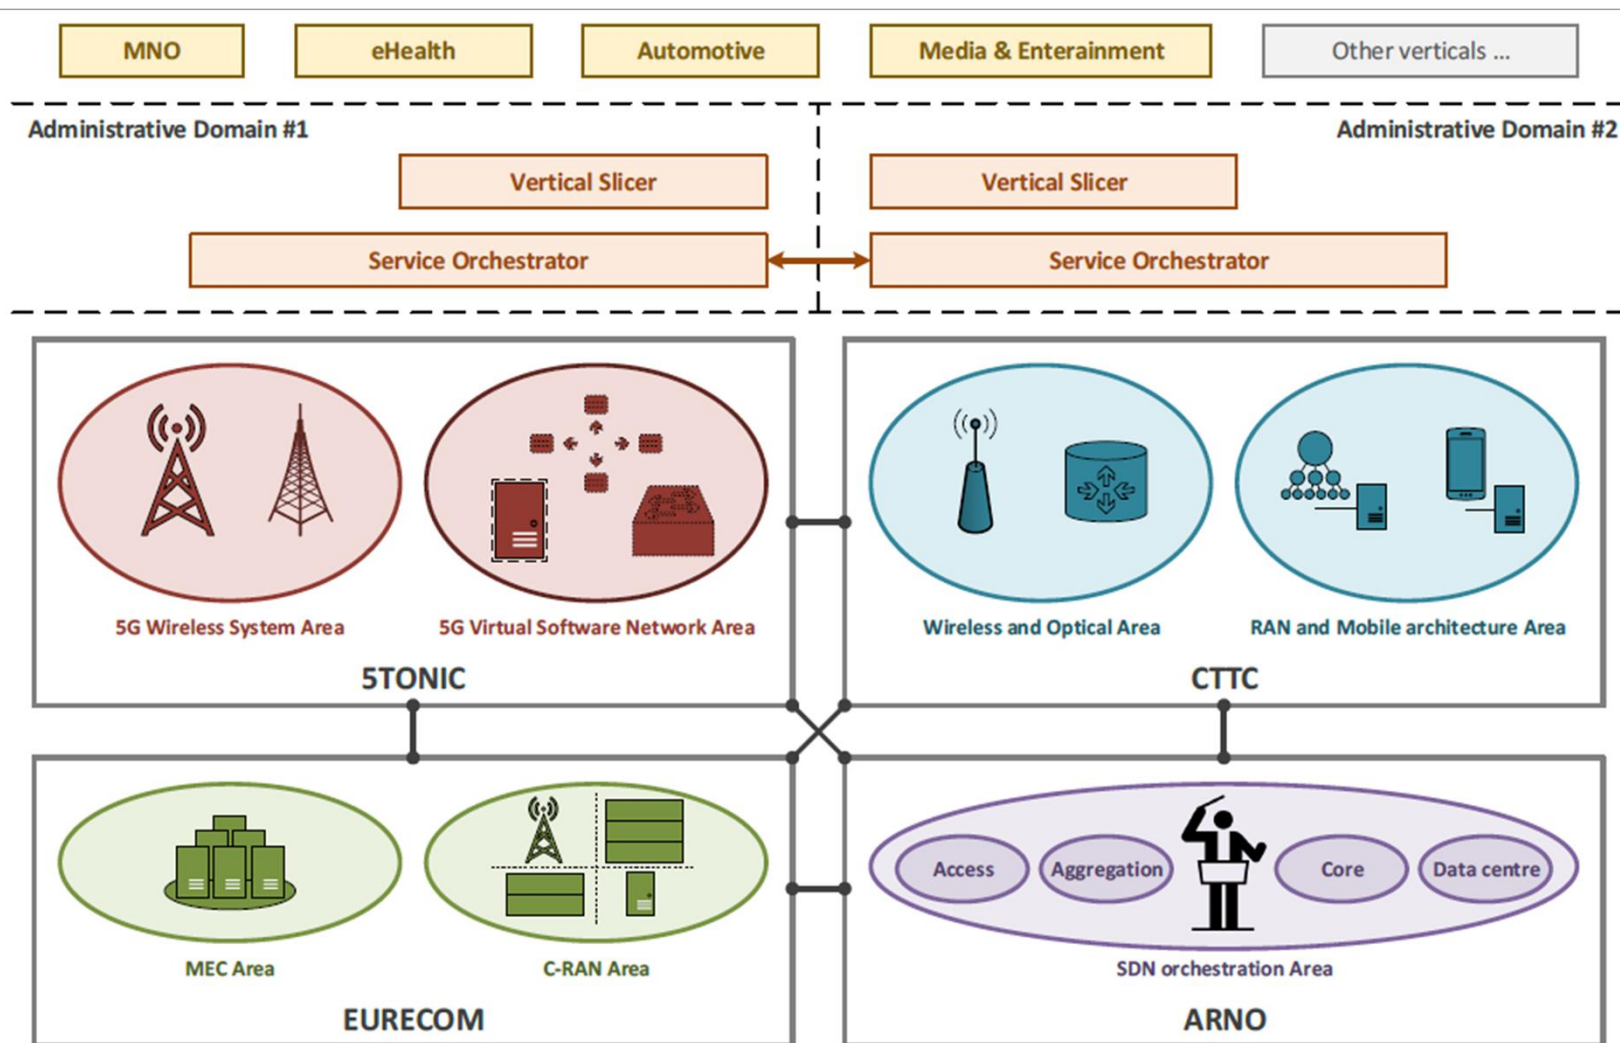 MNO
eHealth
Automotive
Media & Enterainment
Other verticals ...
Administrative Domain #1
Administrative Domain #2
Vertical Slicer
Vertical Slicer
Service Orchestrator
Service Orchestrator
5G Wireless System Area
5G Virtual Software Network Area
Wireless and Optical Area
RAN and Mobile architecture Area
5TONIC
CTTC
Access
Aggregation
Core
Data centre
MEC Area
C-RAN Area
SDN orchestration Area
EURECOM
ARNO